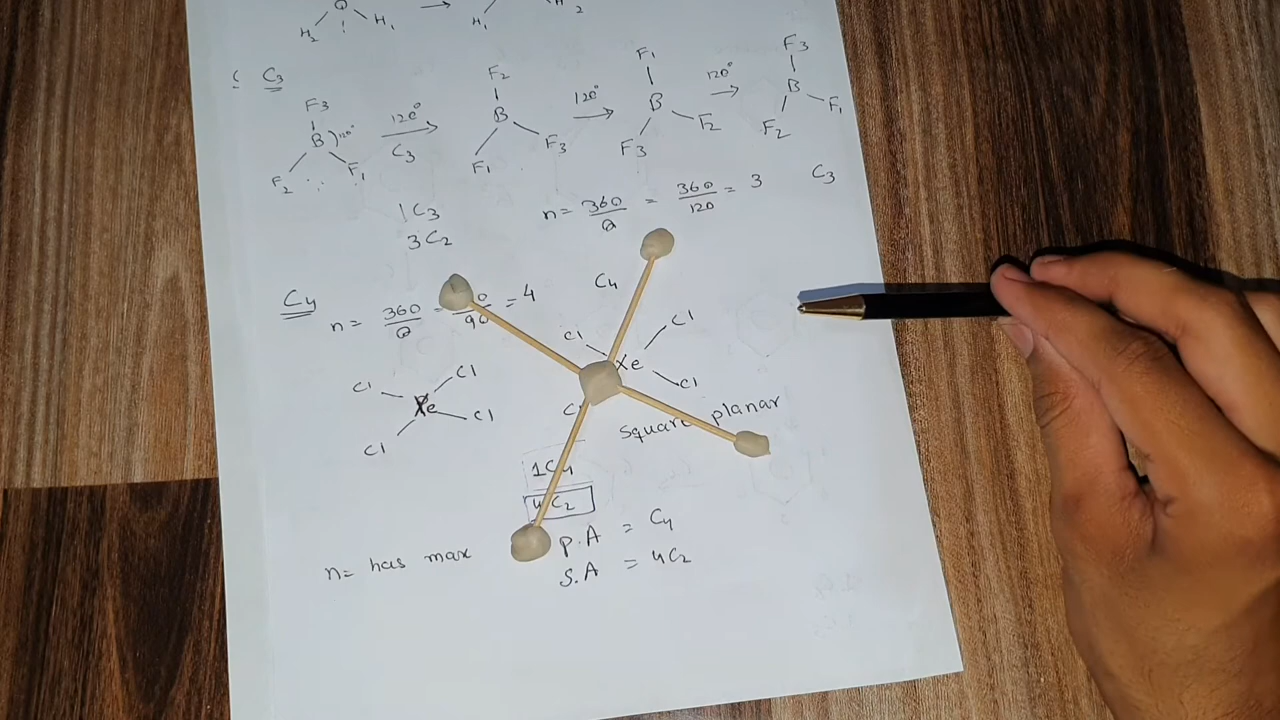 H₂ O H₁ → H₁ H₂
C₃
F3 B F₂ F₁ 120° 120° C₃ →
F₂ B F₁ F₃ 120° →
F₁ B F₃ F₂ 120° →
F₃ B F₂ F₁
1C₃
3C₂
n= 360/θ = 360/120 = 3 C₃
C₄
n= 360/θ = 90 = 4
C₄
Cl Cl Xe Cl Cl
Cl Cl Xe Cl
Square planar
1C₄
4C₂
n= has max
P.A = C₄
S.A = 4C₂